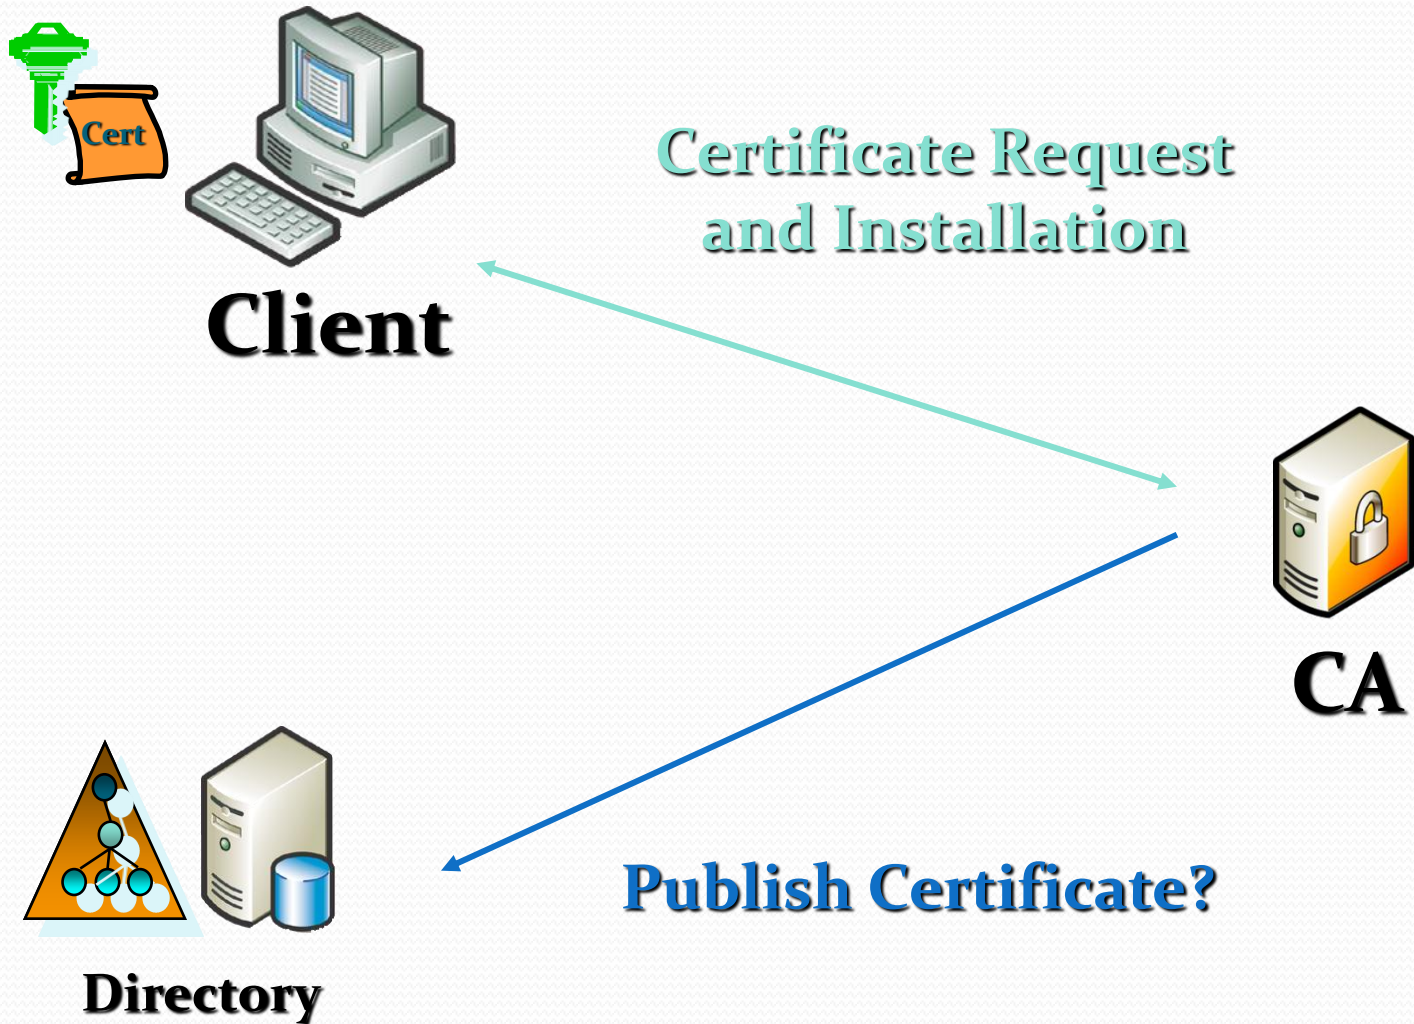 Cert
Certificate Request
and Installation
Client
CA
Publish Certificate?
Directory